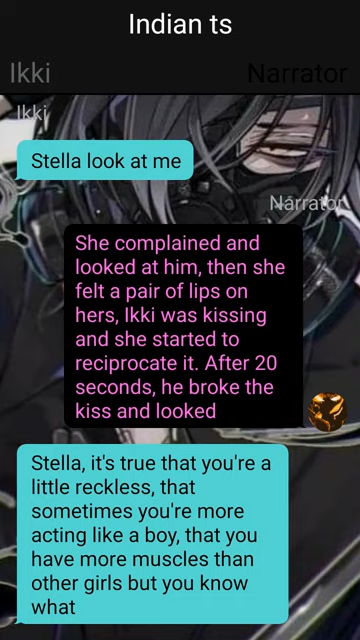 Indian ts
Ikki
Narrator
Ikki
Stella look at me
Narrator
She complained and
looked at him, then she
felt a pair of lips on
hers, Ikki was kissing
and she started to
reciprocate it. After 20
seconds, he broke the
kiss and looked
Stella, it's true that you're a
little reckless, that
sometimes you're more
acting like a boy, that you
have more muscles than
other girls but you know
what